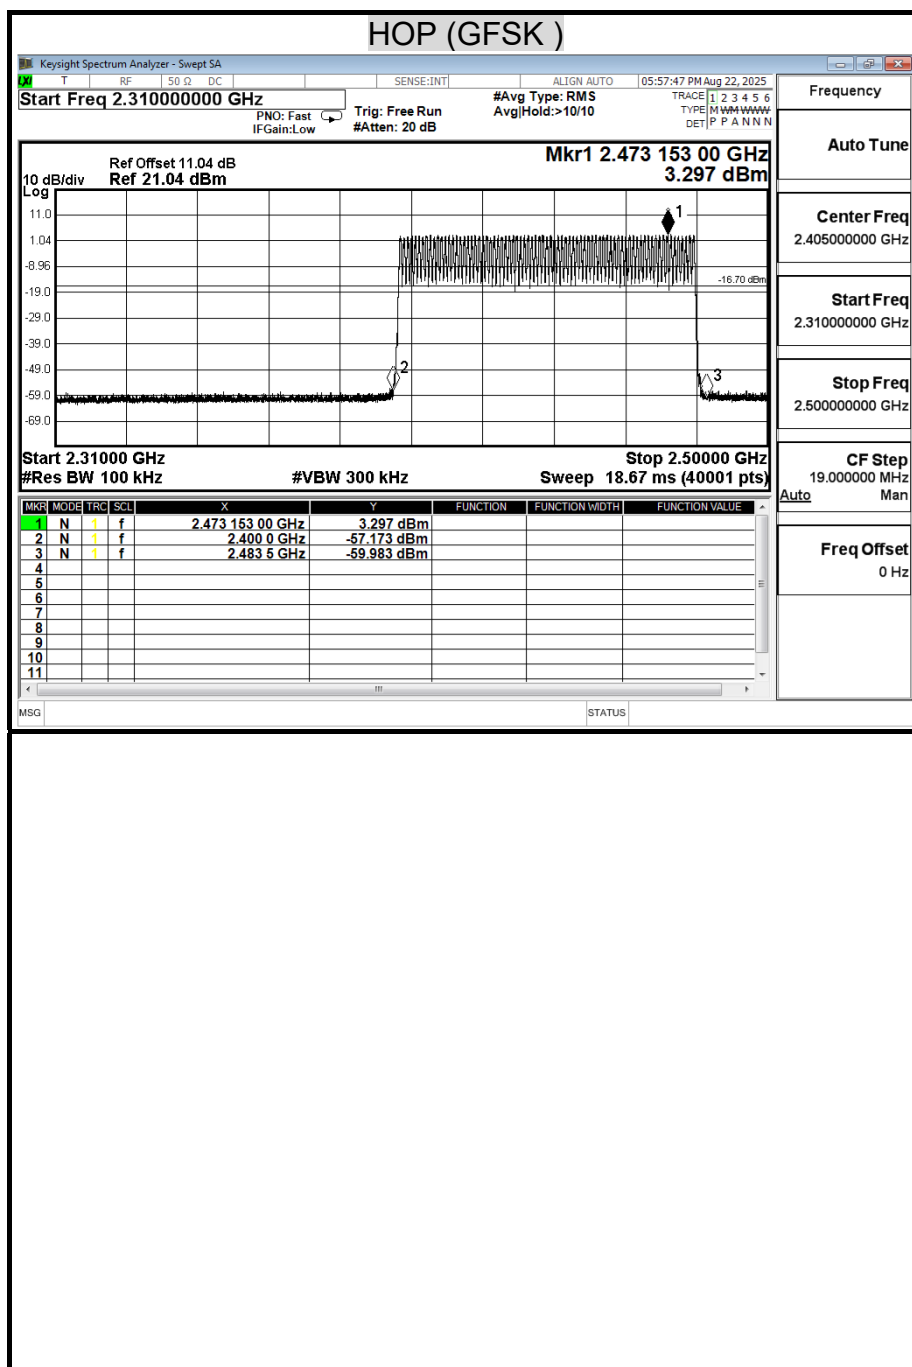 HOP (GFSK )
Keysight Spectrum Analyzer - Swept SA
LXI T RF 50 Ω DC SENSE:INT ALIGN AUTO 05:57:47 PM Aug 22, 2025
Start Freq 2.310000000 GHz
PNO: Fast
IFGain:Low
Trig: Free Run
#Atten: 20 dB
#Avg Type: RMS
Avg|Hold:>10/10
TRACE 1 2 3 4 5 6
TYPE M WM WWWW
DET P P A N N N
Ref Offset 11.04 dB
10 dB/div Ref 21.04 dBm
Log
Mkr1 2.473 153 00 GHz
3.297 dBm
11.0
1.04
-8.96
-19.0
-29.0
-39.0
-49.0
-59.0
-69.0
1
-16.70 dBm
2
3
Start 2.31000 GHz Stop 2.50000 GHz
#Res BW 100 kHz #VBW 300 kHz Sweep 18.67 ms (40001 pts)
MKR MODE TRC SCL X Y FUNCTION FUNCTION WIDTH FUNCTION VALUE
1 N 1 f 2.473 153 00 GHz 3.297 dBm
2 N 1 f 2.400 0 GHz -57.173 dBm
3 N 1 f 2.483 5 GHz -59.983 dBm
4
5
6
7
8
9
10
11
MSG STATUS
Frequency
Auto Tune
Center Freq
2.405000000 GHz
Start Freq
2.310000000 GHz
Stop Freq
2.500000000 GHz
CF Step
19.000000 MHz
Auto Man
Freq Offset
0 Hz